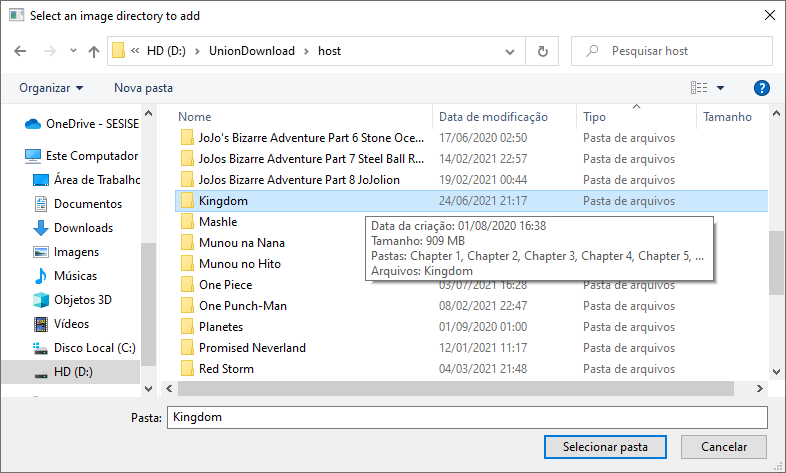 Select an image directory to add
« HD (D:) > UnionDownload > host
Pesquisar host
Organizar
Nova pasta
Nome
Data de modificação
Tipo
Tamanho
OneDrive - SESISE
Este Computador
Área de Trabalho
Documentos
Downloads
Imagens
Músicas
Objetos 3D
Vídeos
Disco Local (C:)
HD (D:)
JoJo's Bizarre Adventure Part 6 Stone Oce... 17/06/2020 02:50 Pasta de arquivos
JoJos Bizarre Adventure Part 7 Steel Ball R... 14/02/2021 22:57 Pasta de arquivos
JoJos Bizarre Adventure Part 8 JoJolion 19/02/2021 00:44 Pasta de arquivos
Kingdom 24/06/2021 21:17 Pasta de arquivos
Mashle
Munou na Nana
Munou no Hito
One Piece 03/07/2021 16:28 Pasta de arquivos
One Punch-Man 08/02/2021 22:47 Pasta de arquivos
Planetes 01/09/2020 01:00 Pasta de arquivos
Promised Neverland 12/01/2021 11:17 Pasta de arquivos
Red Storm 04/03/2021 21:48 Pasta de arquivos
Data da criação: 01/08/2020 16:38
Tamanho: 909 MB
Pastas: Chapter 1, Chapter 2, Chapter 3, Chapter 4, Chapter 5, ...
Arquivos: Kingdom
Pasta: Kingdom
Selecionar pasta
Cancelar